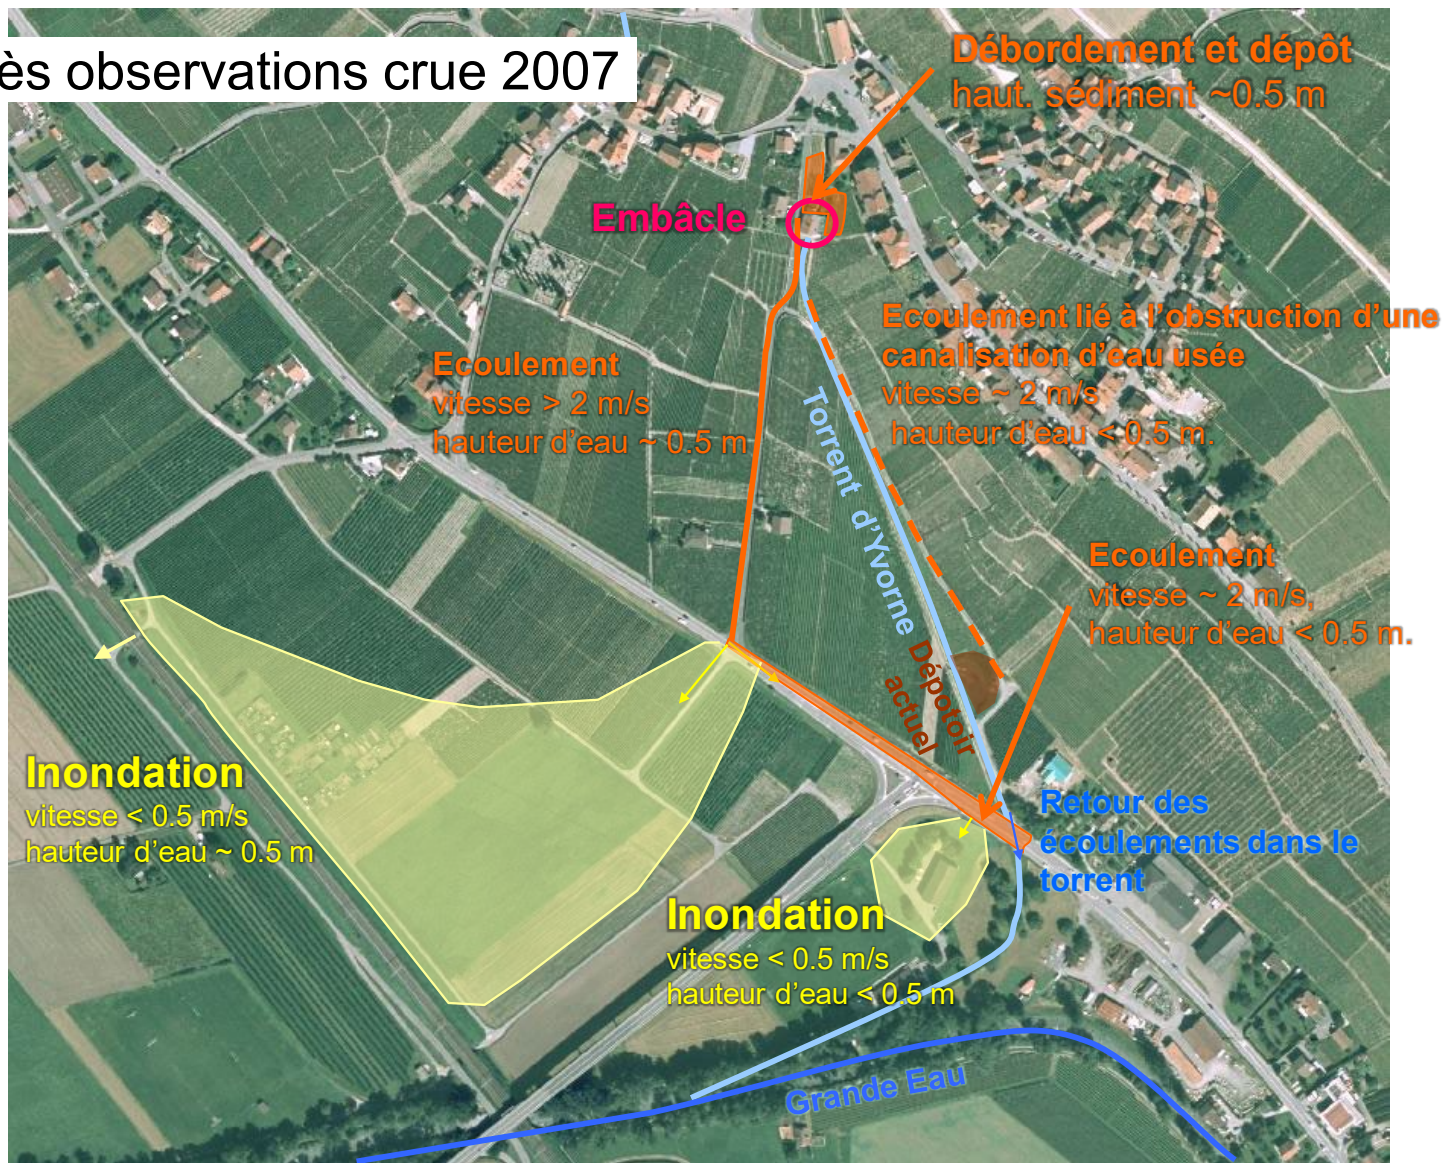 ès observations crue 2007
Débordement et dépôt
haut. sédiment ~0.5 m
Embâcle
Ecoulement lié à l'obstruction d'une
canalisation d'eau usée
vitesse ~ 2 m/s
hauteur d'eau < 0.5 m.
Ecoulement
vitesse > 2 m/s
hauteur d'eau ~ 0.5 m
Torrent d'Yvorne
Ecoulement
vitesse ~ 2 m/s,
hauteur d'eau < 0.5 m.
Dépotoir
actuel
Inondation
vitesse < 0.5 m/s
hauteur d'eau ~ 0.5 m
Retour des
écoulements dans le
torrent
Inondation
vitesse < 0.5 m/s
hauteur d'eau < 0.5 m
Grande Eau